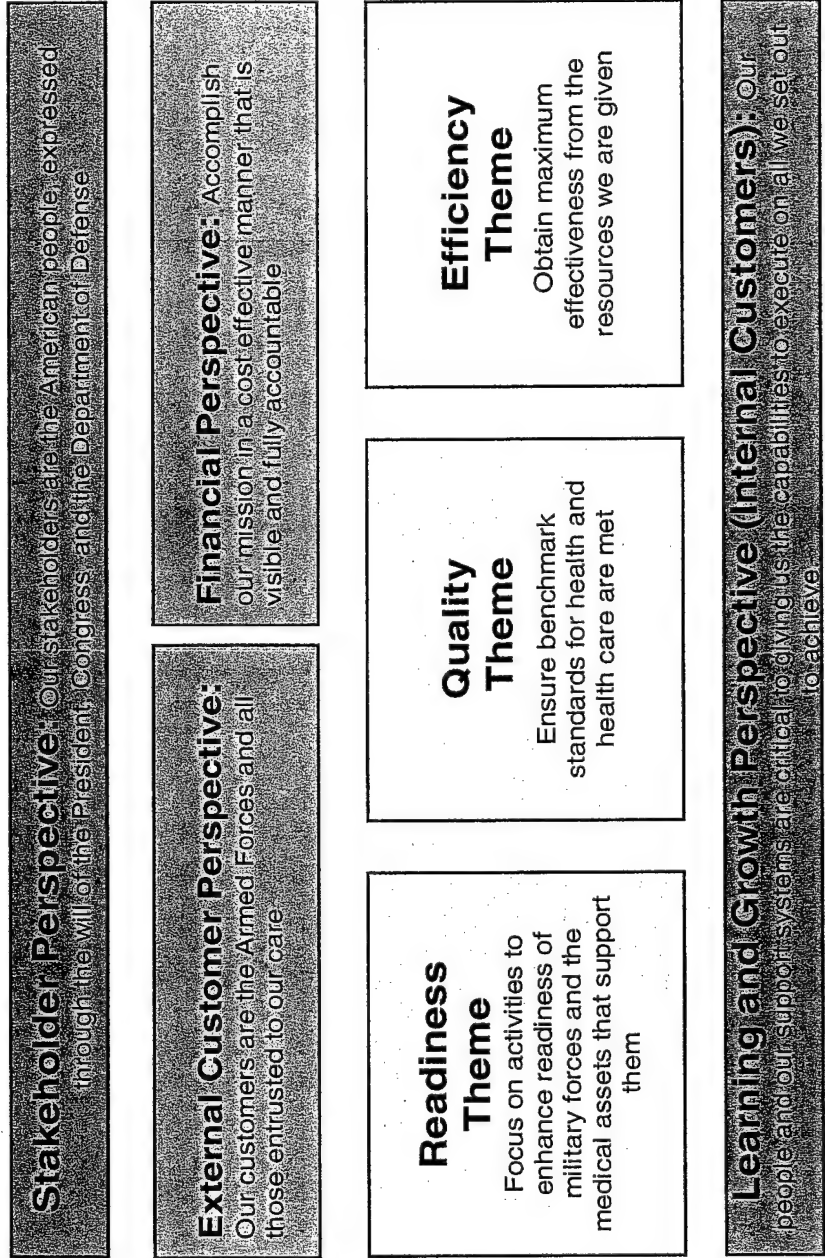 Stakeholder Perspective: Our stakeholders are the American people, expressed
through the will of the President, Congress, and the Department of Defense
External Customer Perspective:
Our customers are the Armed Forces and all
those entrusted to our care
Financial Perspective: Accomplish
our mission in a cost effective manner that is
visible and fully accountable
Readiness
Theme
Focus on activities to
enhance readiness of
military forces and the
medical assets that support
them
Quality
Theme
Ensure benchmark
standards for health and
health care are met
Efficiency
Theme
Obtain maximum
effectiveness from the
resources we are given
Learning and Growth Perspective (Internal Customers): Our
people and our support systems are critical to giving us the capabilities to execute on all we set out
to achieve